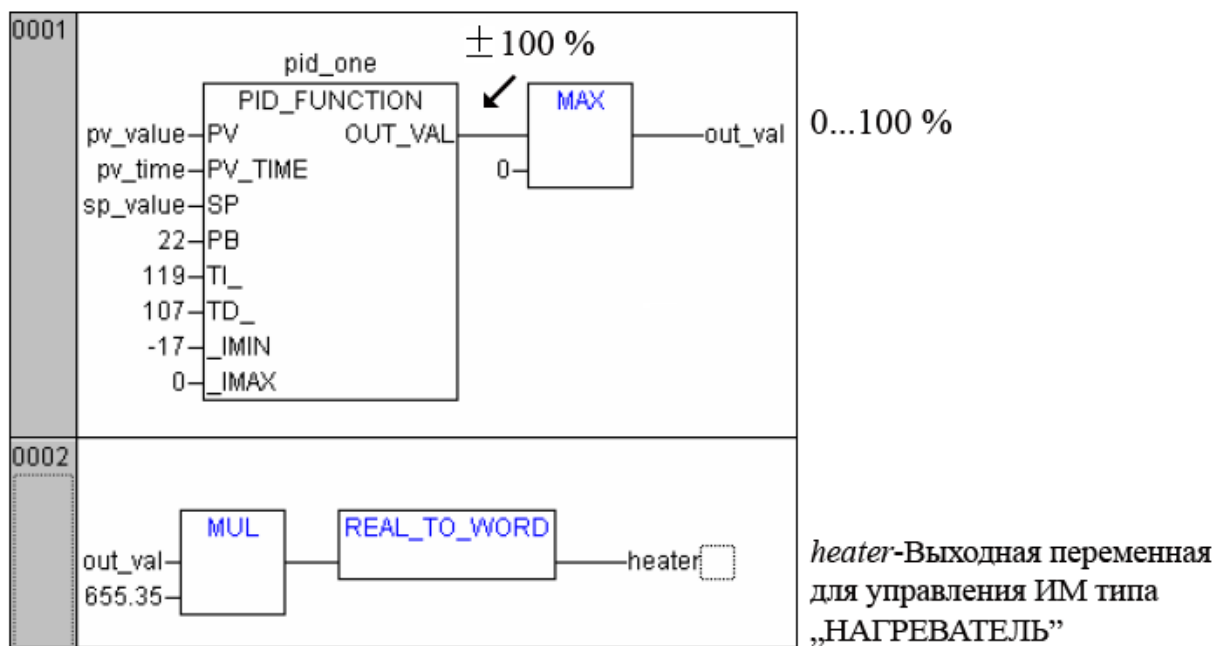 0001
± 100 %
pid_one
PID_FUNCTION
MAX
pv_value PV OUT_VAL out_val 0...100 %
pv_time PV_TIME 0
sp_value SP
22 PB
119 TI_
107 TD_
-17 _IMIN
0 _IMAX
0002
MUL REAL_TO_WORD
out_val heater
655.35
heater-Выходная переменная
для управления ИМ типа
„НАГРЕВАТЕЛЬ”